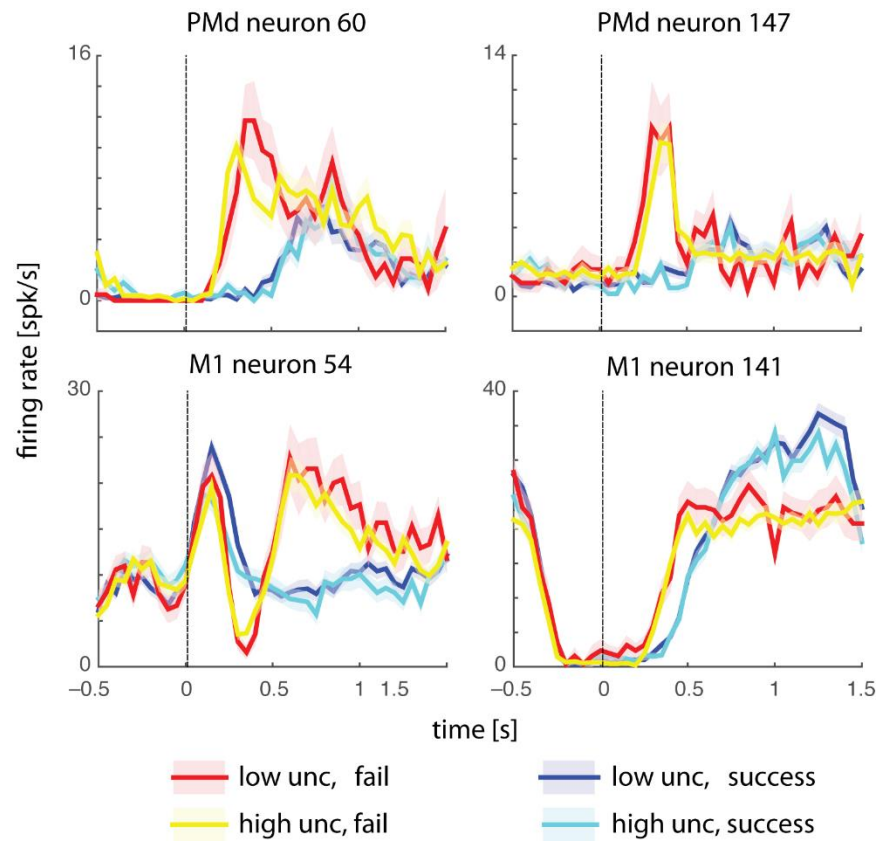 PMd neuron 60
PMd neuron 147
16
0
14
0
firing rate [spk/s]
M1 neuron 54
M1 neuron 141
30
0
40
0
−0.5 0 0.5 1 1.5
−0.5 0 0.5 1 1.5
time [s]
low unc, fail
low unc, success
high unc, fail
high unc, success